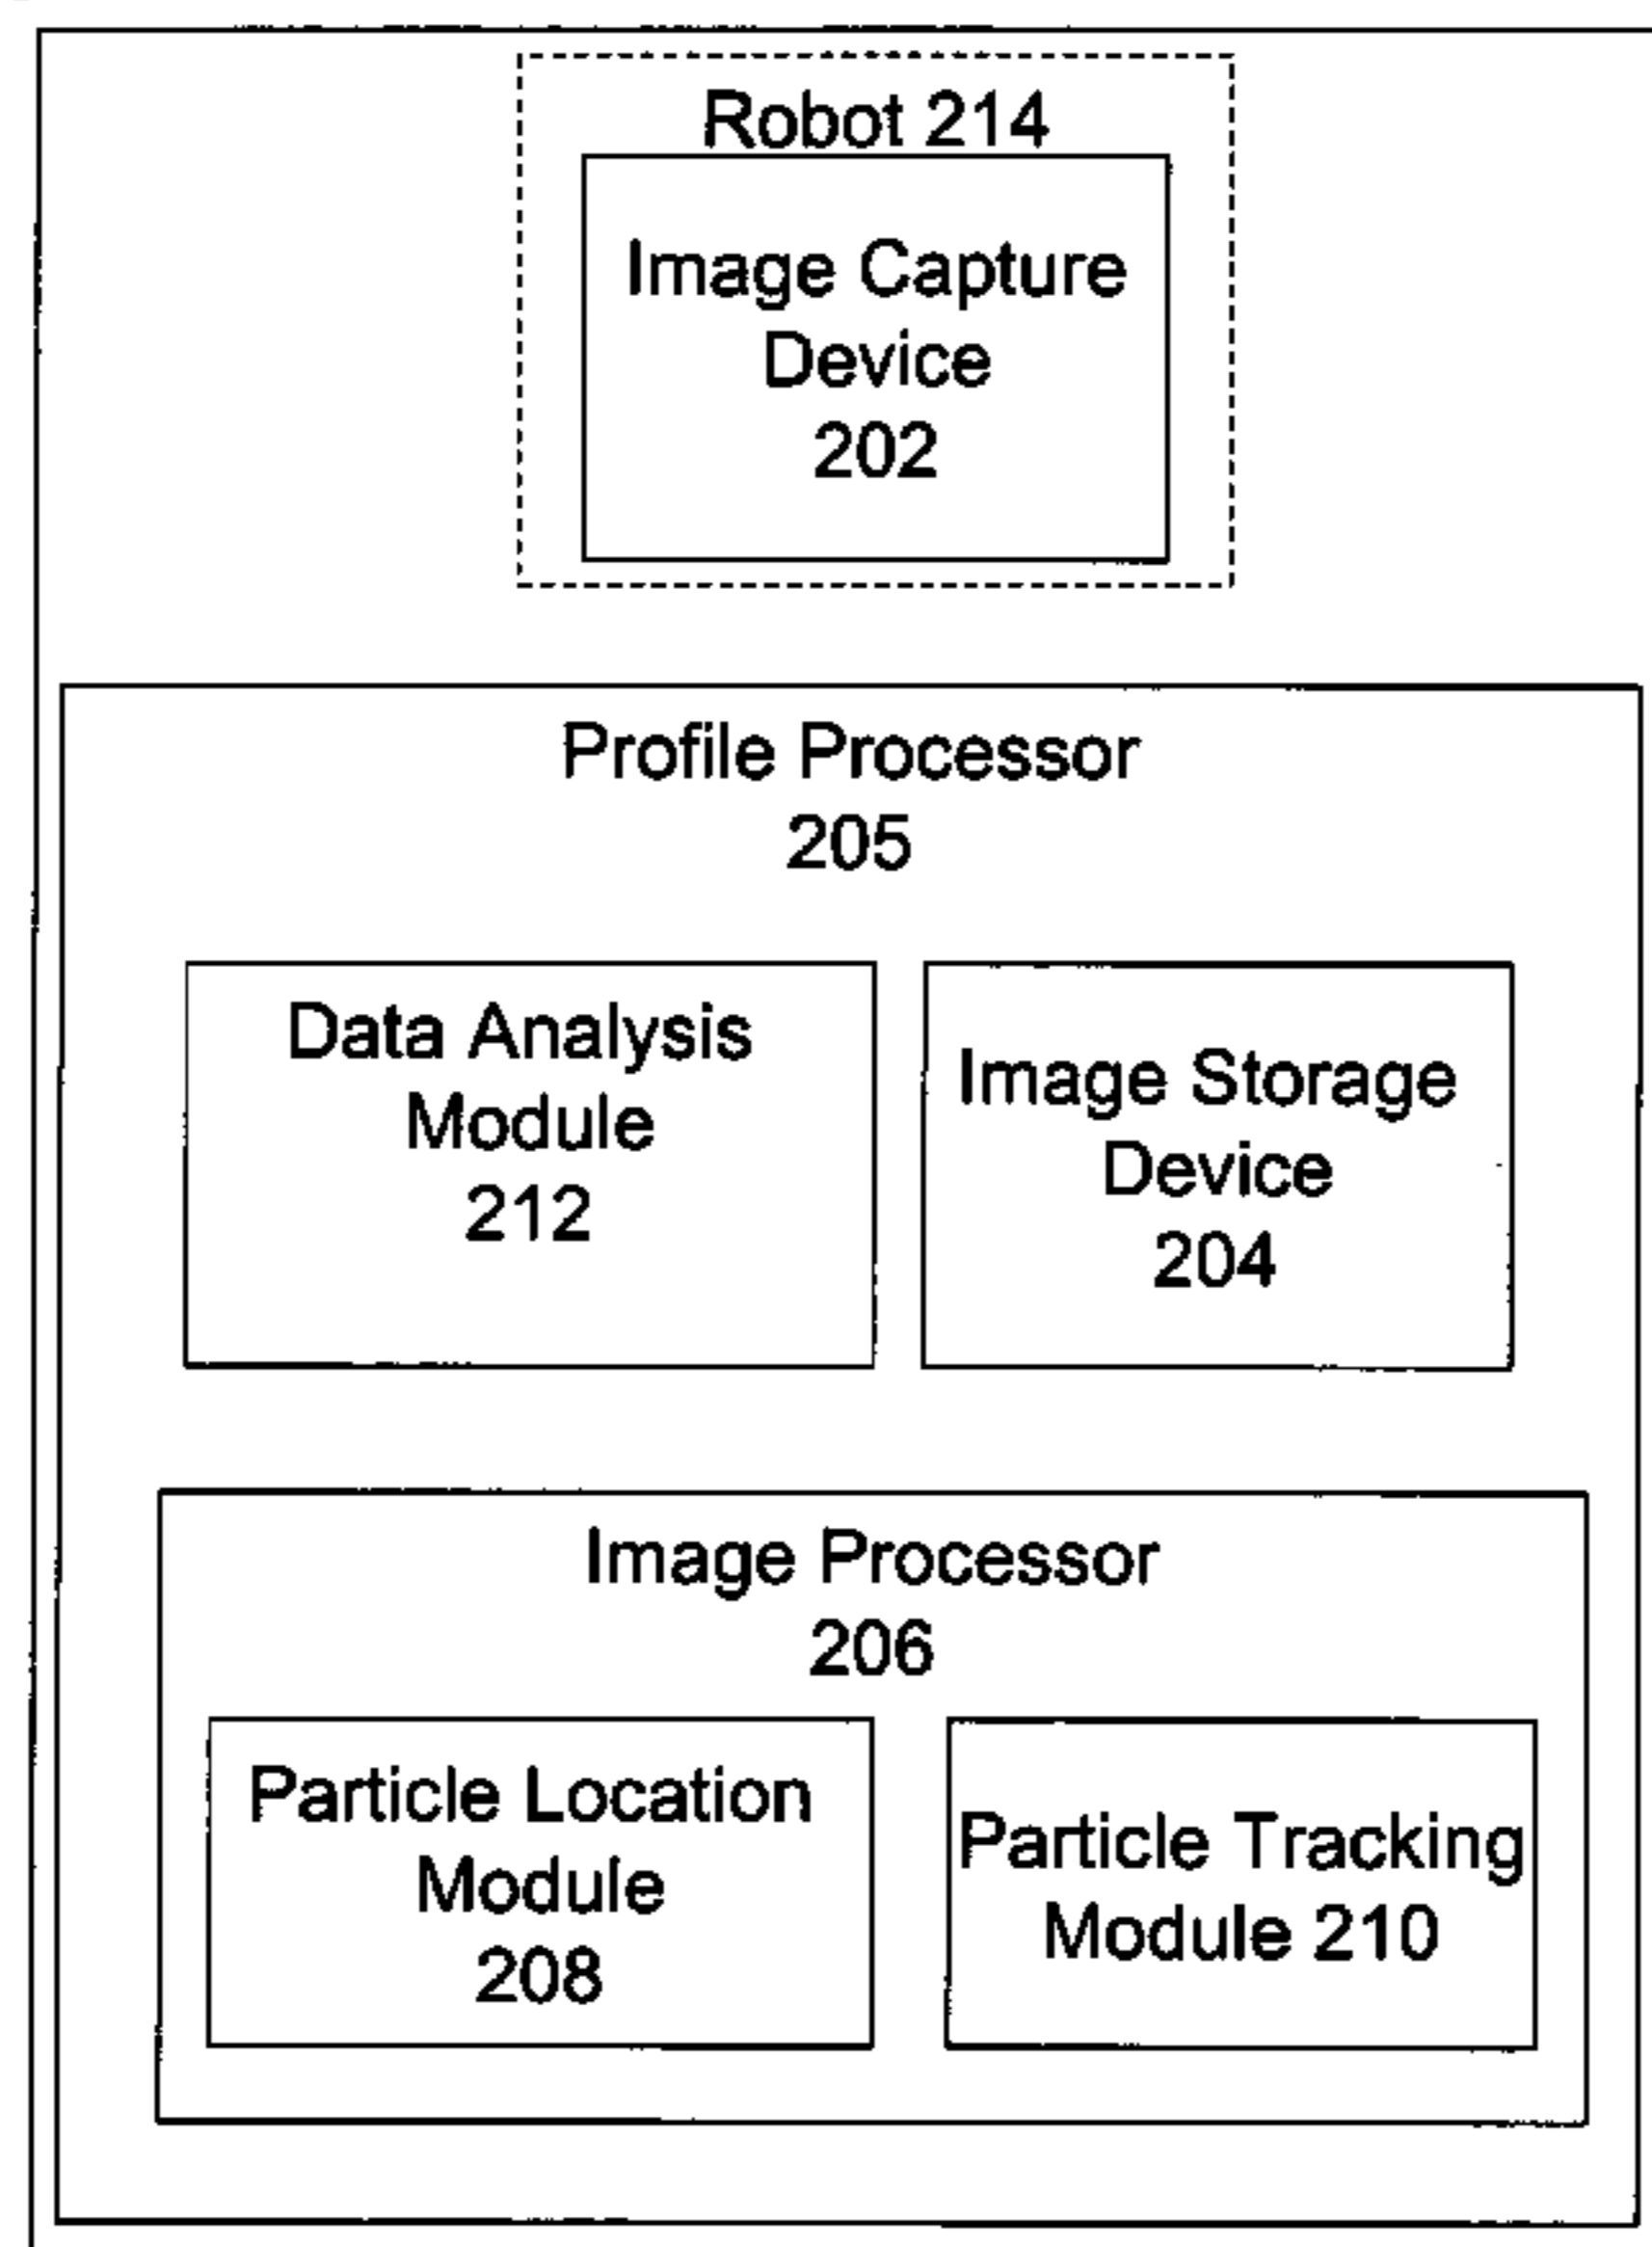 Robot 214
Image Capture
Device
202
Profile Processor
205
Data Analysis
Module
212
Image Storage
Device
204
Image Processor
206
Particle Location
Module
208
Particle Tracking
Module 210